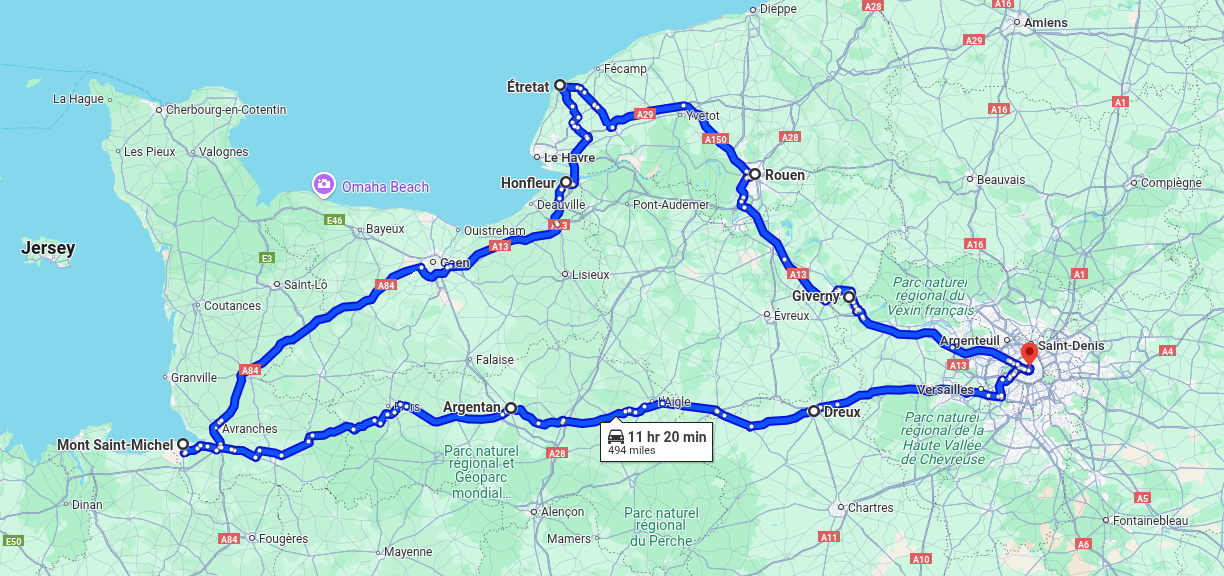 Dieppe
A28
A16
Amiens
A29
Fécamp
Étretat
La Hague
Cherbourg-en-Cotentin
A29
Yvetot
A16
A1
Les Pieux
Valognes
A150
A28
Le Havre
Rouen
Beauvais
Compiègne
Omaha Beach
Honfleur
Deauville
Pont-Audemer
E46
Bayeux
Ouistreham
A13
A13
A16
Jersey
E3
Caen
Lisieux
A13
A1
Saint-Lô
A84
Parc naturel
régional du
Vexin français
Giverny
Coutances
Évreux
Argenteuil
Saint-Denis
A4
Falaise
A13
A84
Granville
Versailles
L'Aigle
Flers
Argentan
Dreux
Parc naturel
régional de la
Haute Vallée
de Chevreuse
Avranches
11 hr 20 min
494 miles
Mont Saint-Michel
A28
Parc naturel
régional et
Géoparc
mondial...
Dinan
Alençon
Parc naturel
régional
du Perche
Chartres
A5
Fontainebleau
E50
A84
Fougères
Mamers
A11
A6
Mayenne
A10